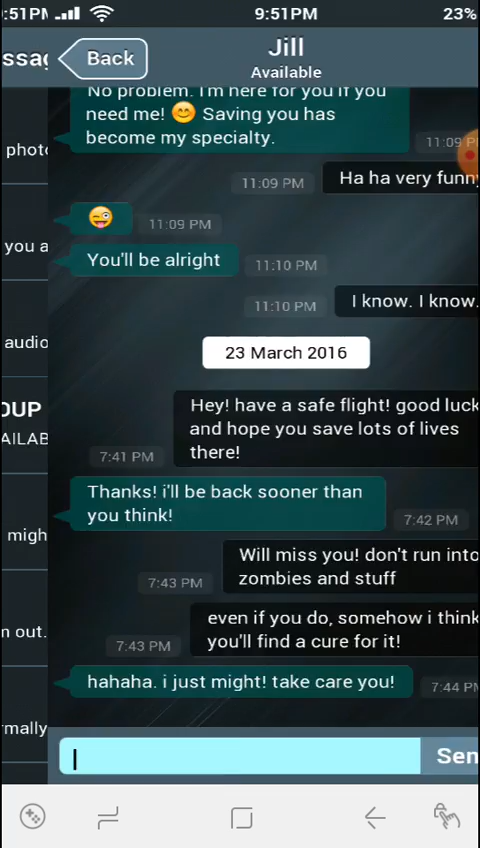 :51PM
9:51PM
23%
ssag
Back
Jill
Available
No problem. I'm here for you if you
need me! 😊 Saving you has
become my specialty.
11:09 P
photo
11:09 PM
Ha ha very funn
😜
11:09 PM
you a
You'll be alright
11:10 PM
11:10 PM
I know. I know.
audio
23 March 2016
OUP
AILAB
Hey! have a safe flight! good luck
and hope you save lots of lives
there!
7:41 PM
Thanks! i'll be back sooner than
you think!
7:42 PM
migh
Will miss you! don't run into
zombies and stuff
7:43 PM
even if you do, somehow i think
you'll find a cure for it!
7:43 PM
m out.
hahaha. i just might! take care you!
7:44 PM
rmally
Sen